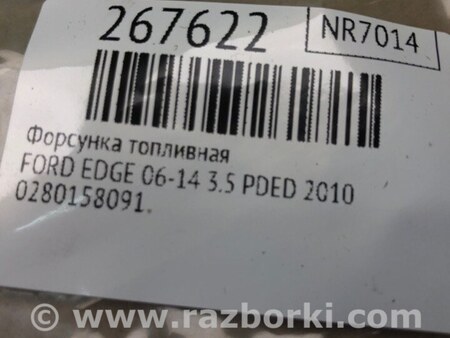 267622
NR7014
Форсунка топливная
FORD EDGE 06-14 3.5 PDED 2010
0280158091.
© www.razborki.com